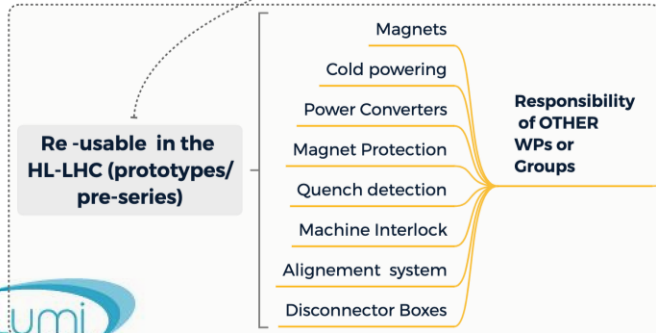 Magnets
Cold powering
Power Converters
Magnet Protection
Quench detection
Machine Interlock
Alignement system
Disconnector Boxes
Re -usable in the
HL-LHC (prototypes/
pre-series)
Responsibility
of OTHER
WPs or
Groups
umi